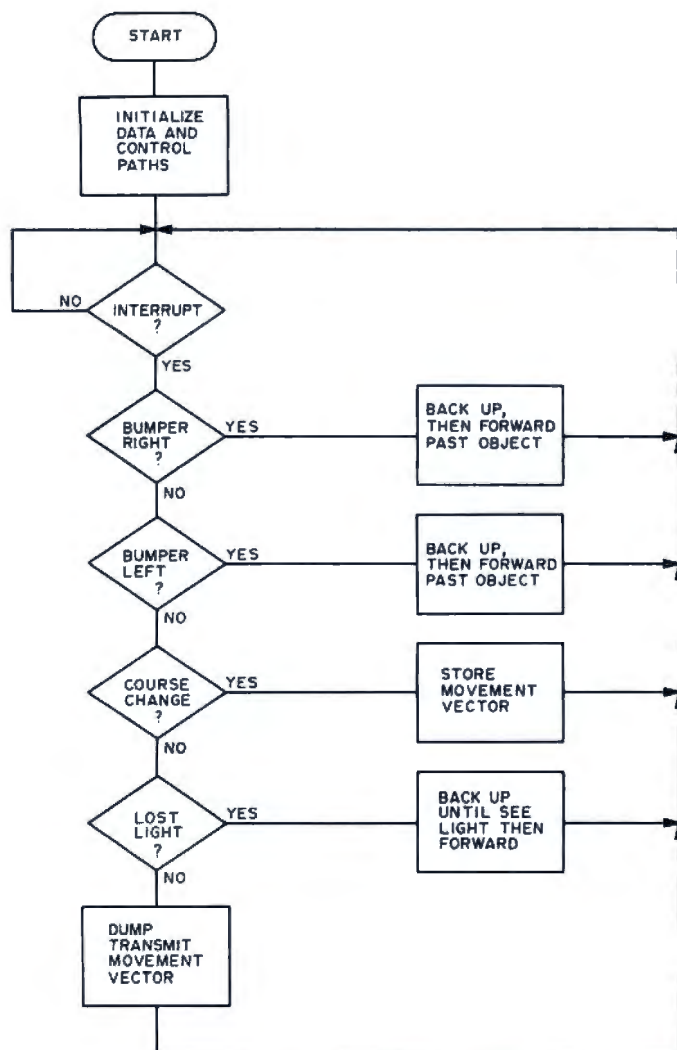 START
INITIALIZE
DATA AND
CONTROL
PATHS
NO
INTERRUPT
?
YES
BUMPER
RIGHT
?
YES
BACK UP,
THEN FORWARD
PAST OBJECT
NO
BUMPER
LEFT
?
YES
BACK UP,
THEN FORWARD
PAST OBJECT
NO
COURSE
CHANGE
?
YES
STORE
MOVEMENT
VECTOR
NO
LOST
LIGHT
?
YES
BACK UP
UNTIL SEE
LIGHT THEN
FORWARD
NO
DUMP
TRANSMIT
MOVEMENT
VECTOR